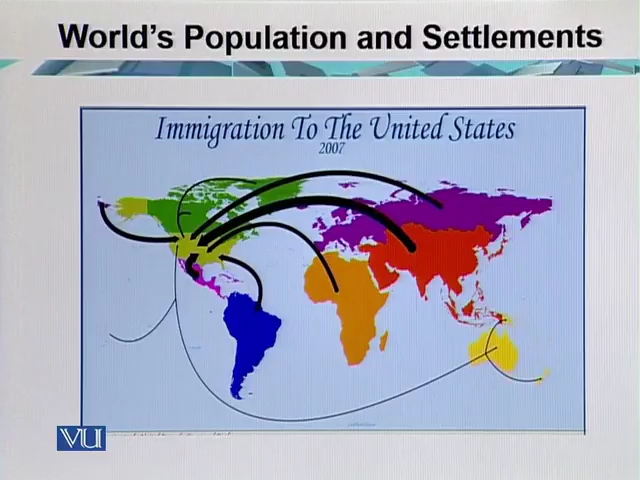 World's Population and Settlements
Immigration To The United States
2007
VU